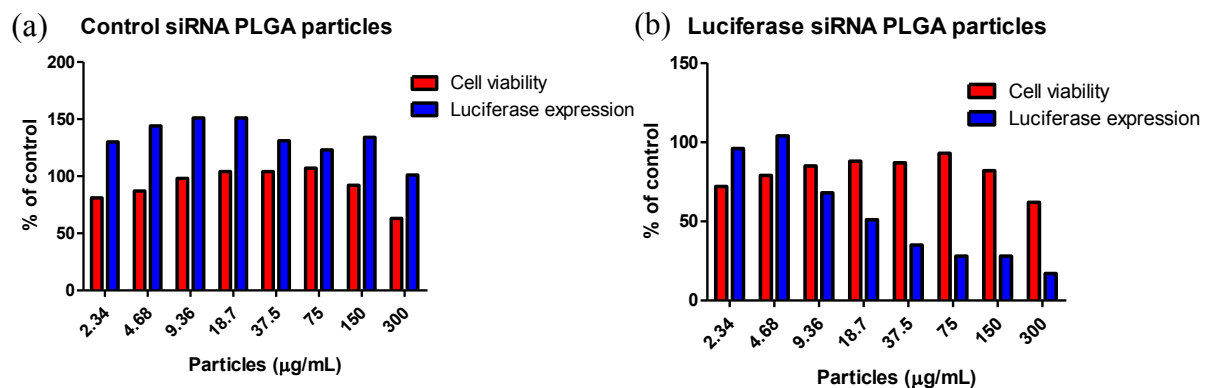 (a) Control siRNA PLGA particles
200
150
100
50
0
% of control
Cell viability
Luciferase expression
2.34 4.68 9.36 18.7 37.5 75 150 300
Particles (μg/mL)
(b) Luciferase siRNA PLGA particles
150
100
50
0
% of control
Cell viability
Luciferase expression
2.34 4.68 9.36 18.7 37.5 75 150 300
Particles (μg/mL)